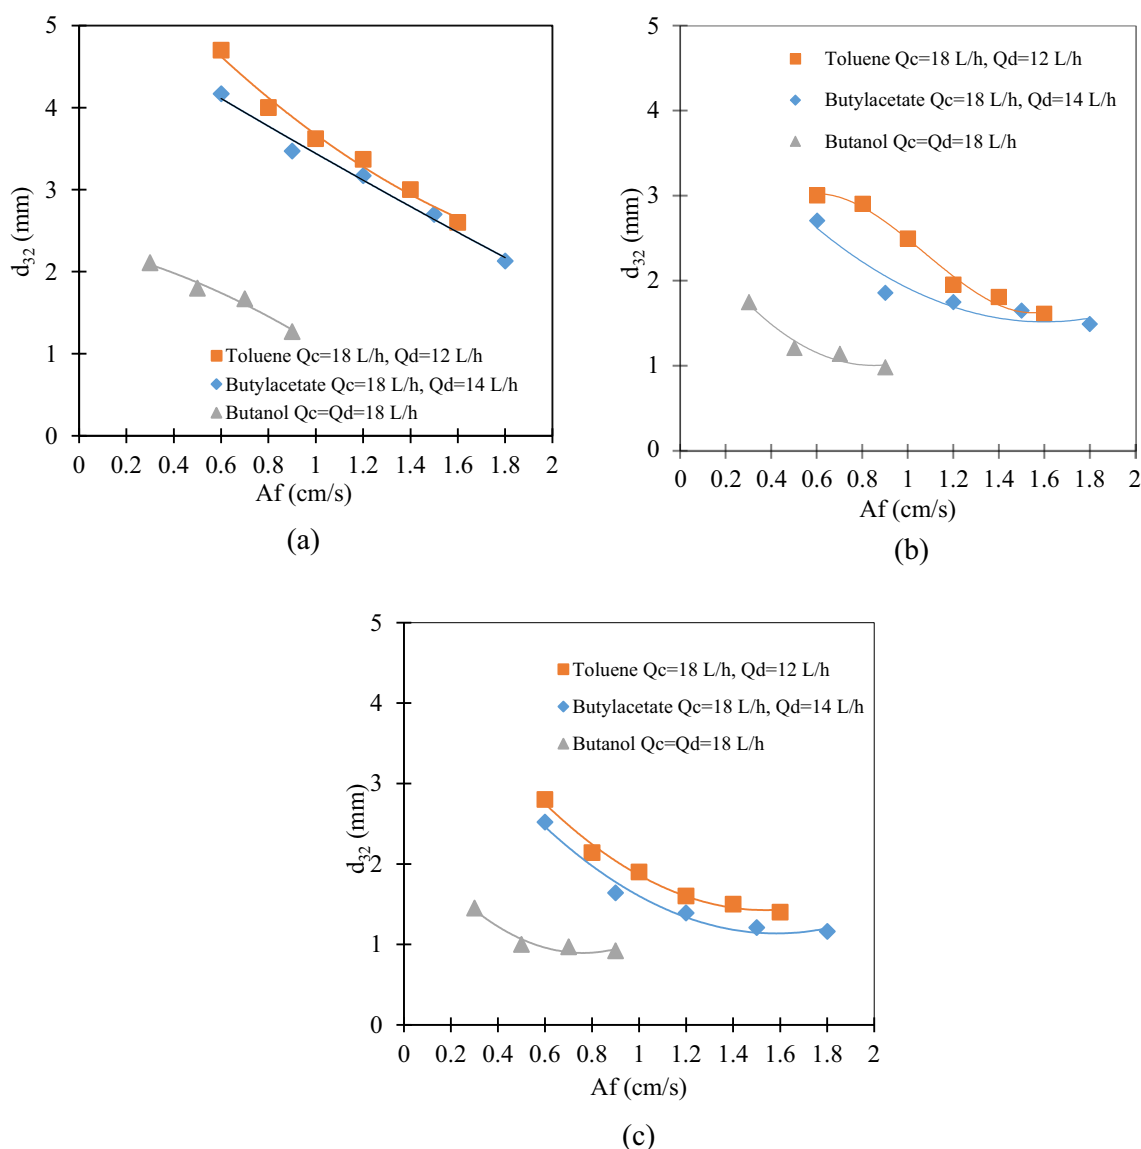 5
4
3
2
1
0
d32 (mm)
Toluene Qc=18 L/h, Qd=12 L/h
Butylacetate Qc=18 L/h, Qd=14 L/h
Butanol Qc=Qd=18 L/h
0 0.2 0.4 0.6 0.8 1 1.2 1.4 1.6 1.8 2
Af (cm/s)
(a)
5
4
3
2
1
0
d32 (mm)
Toluene Qc=18 L/h, Qd=12 L/h
Butylacetate Qc=18 L/h, Qd=14 L/h
Butanol Qc=Qd=18 L/h
0 0.2 0.4 0.6 0.8 1 1.2 1.4 1.6 1.8 2
Af (cm/s)
(b)
5
4
3
2
1
0
d32 (mm)
Toluene Qc=18 L/h, Qd=12 L/h
Butylacetate Qc=18 L/h, Qd=14 L/h
Butanol Qc=Qd=18 L/h
0 0.2 0.4 0.6 0.8 1 1.2 1.4 1.6 1.8 2
Af (cm/s)
(c)